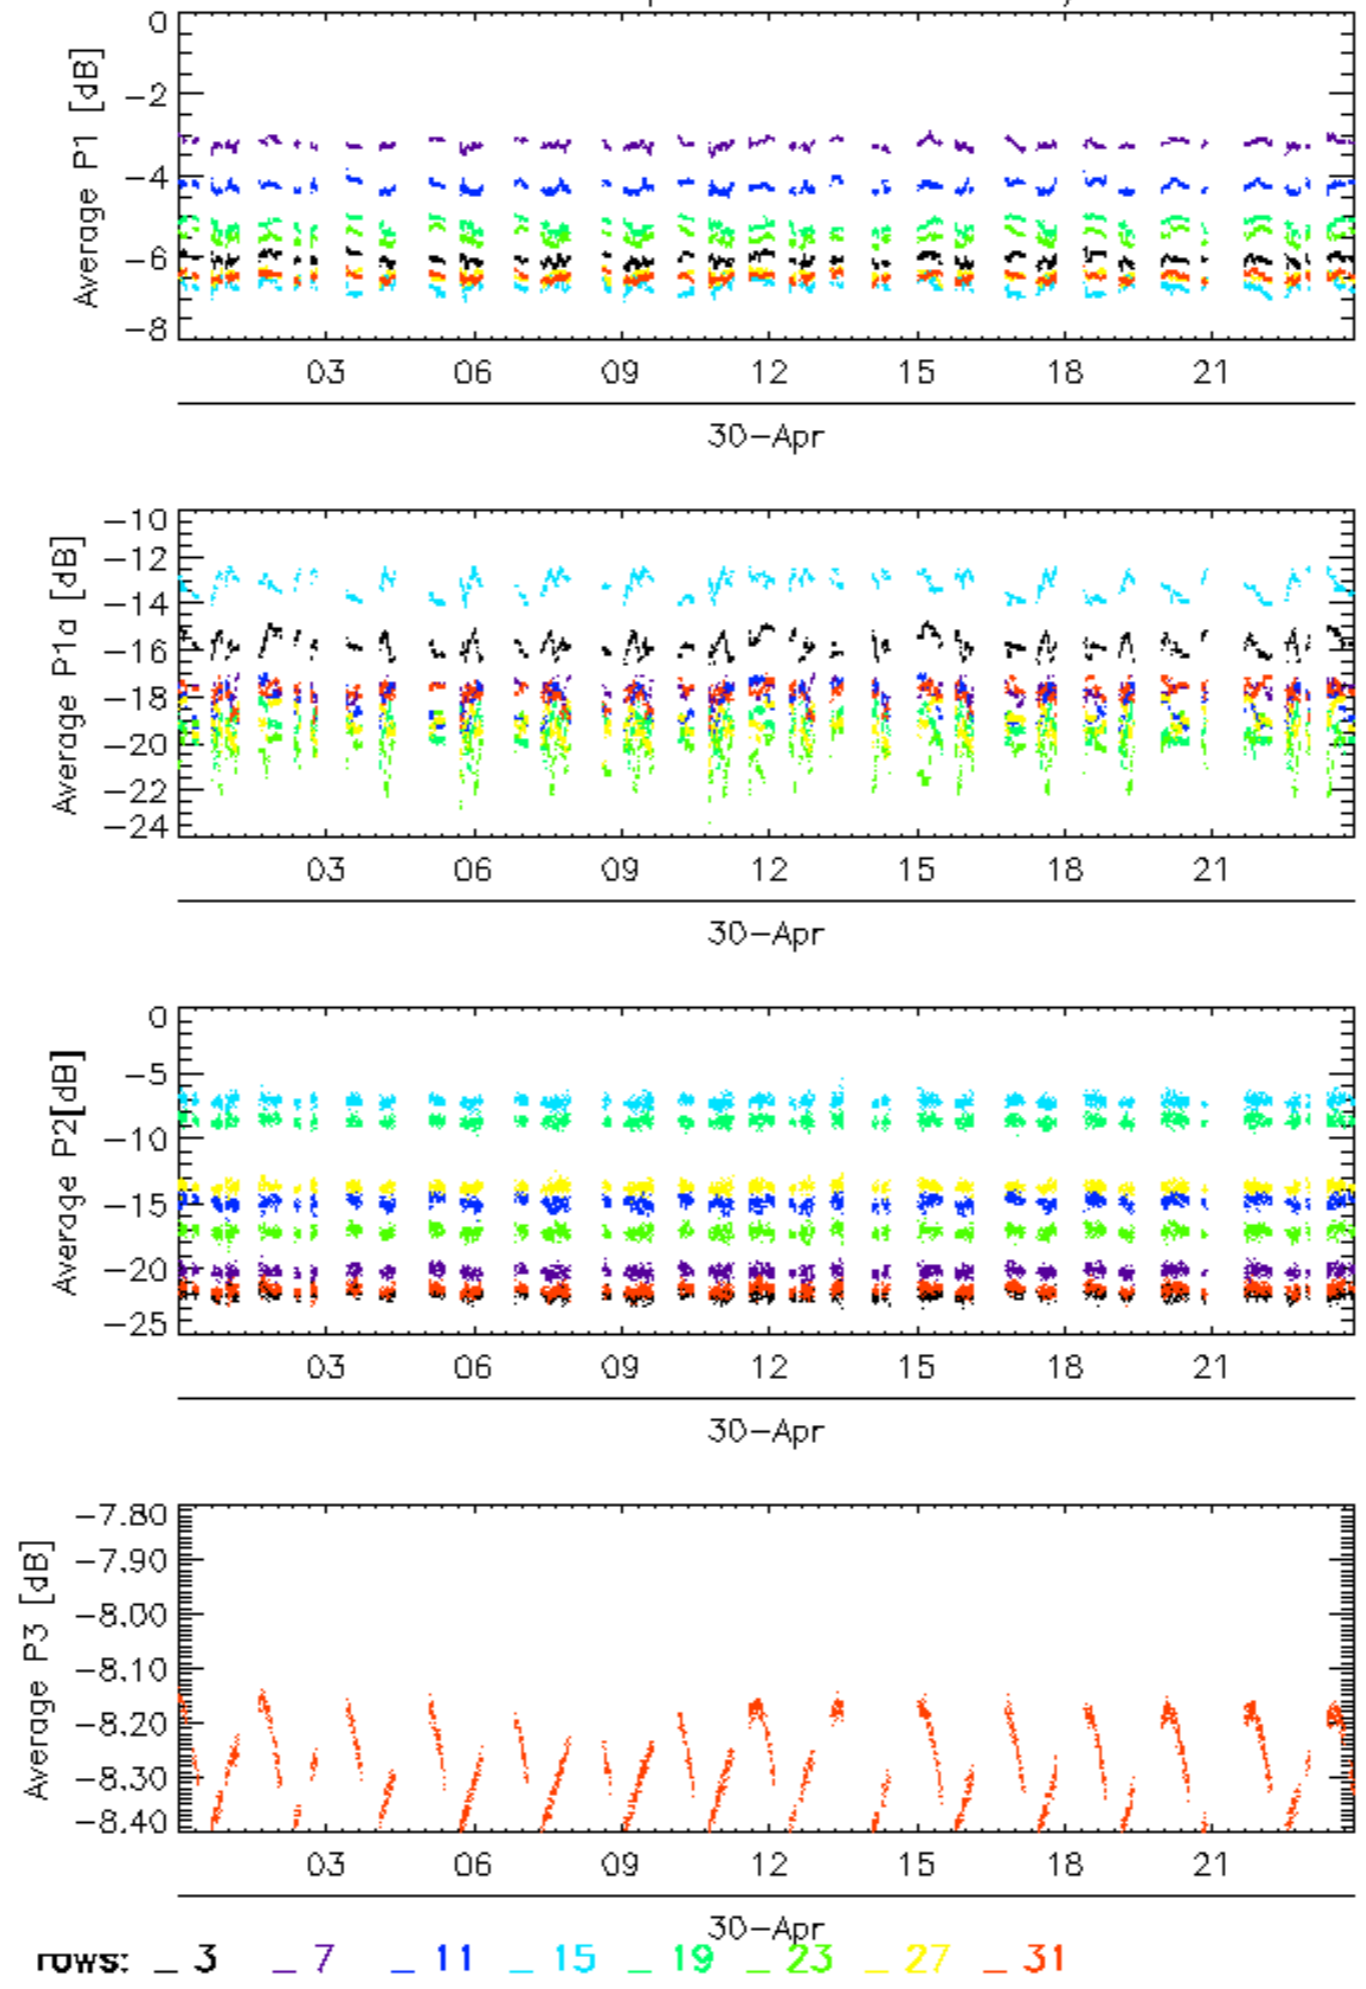 0
−2
−4
−6
−8
Average P1 [dB]
03 06 09 12 15 18 21
30−Apr
−10
−12
−14
−16
−18
−20
−22
−24
Average P1a [dB]
03 06 09 12 15 18 21
30−Apr
0
−5
−10
−15
−20
−25
Average P2[dB]
03 06 09 12 15 18 21
30−Apr
−7.80
−7.90
−8.00
−8.10
−8.20
−8.30
−8.40
Average P3 [dB]
03 06 09 12 15 18 21
30−Apr
rows: _ 3 _ 7 _ 11 _ 15 _ 19 _ 23 _ 27 _ 31